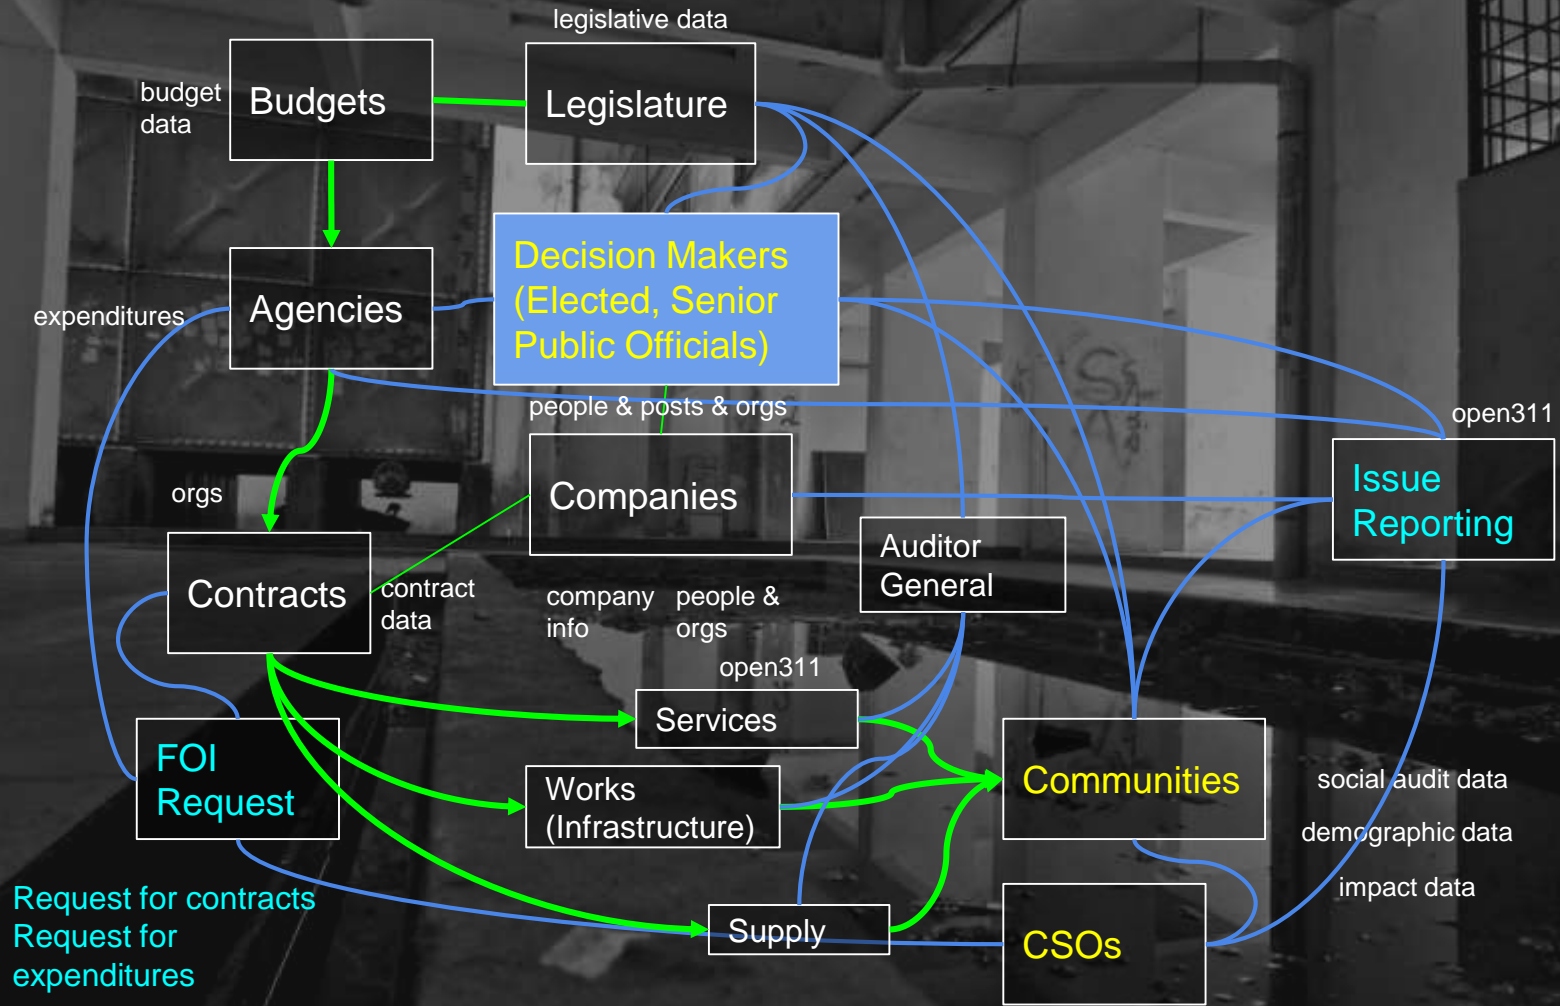 legislative data
budget
data
Budgets
Legislature
Decision Makers
(Elected, Senior
Public Officials)
expenditures
Agencies
people & posts & orgs
open311
Issue
Reporting
orgs
Companies
Auditor
General
Contracts
contract
data
company
info
people &
orgs
open311
Services
FOI
Request
Works
(Infrastructure)
Communities
social audit data
demographic data
impact data
Request for contracts
Request for
expenditures
Supply
CSOs